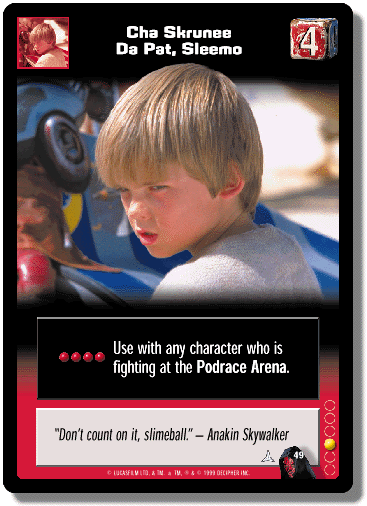 Cha Skrunee
Da Pat, Sleemo
4
Use with any character who is
fighting at the Podrace Arena.
"Don't count on it, slimeball." – Anakin Skywalker
49
© LUCASFILM LTD. & TM. & TM, ® & © 1999 DECIPHER INC.